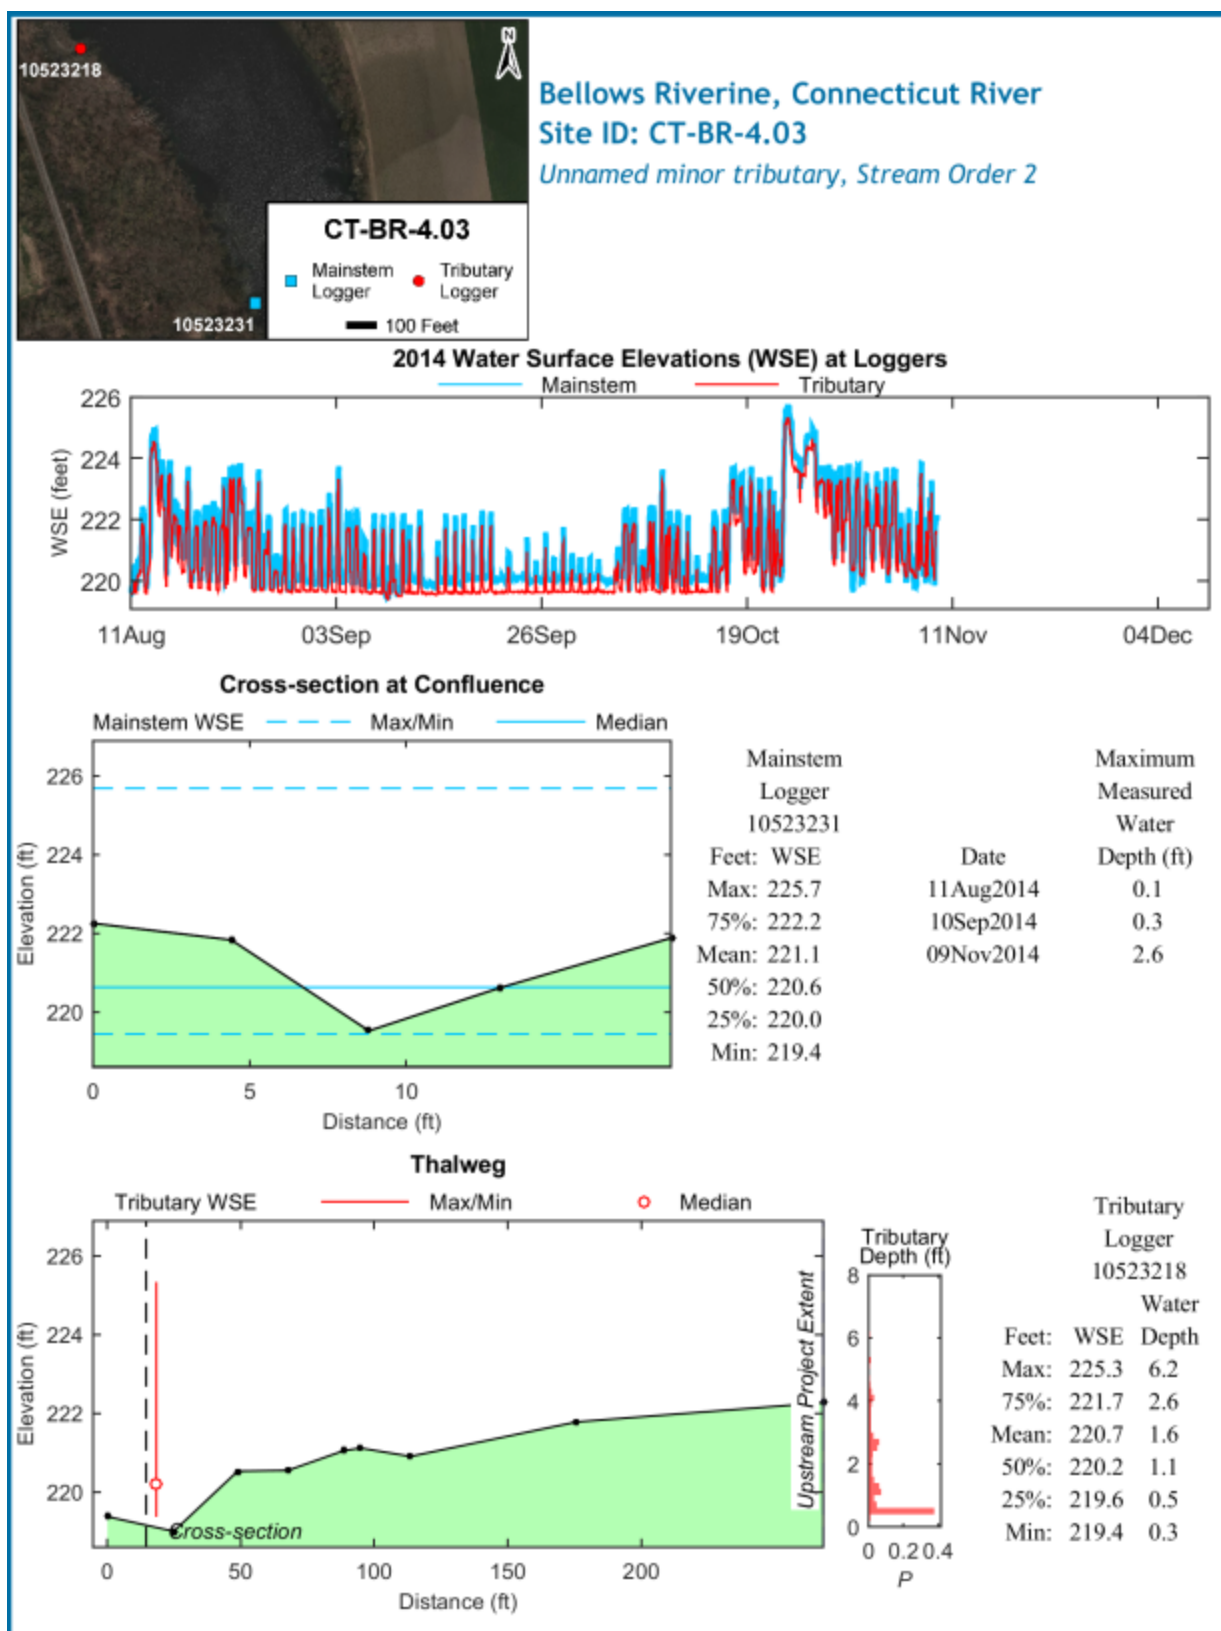 10523218
N
10523231
CT-BR-4.03
Mainstem Logger
Tributary Logger
100 Feet
Bellows Riverine, Connecticut River
Site ID: CT-BR-4.03
Unnamed minor tributary, Stream Order 2
2014 Water Surface Elevations (WSE) at Loggers
Mainstem Tributary
WSE (feet)
226
224
222
220
11Aug 03Sep 26Sep 19Oct 11Nov 04Dec
Cross-section at Confluence
Mainstem WSE Max/Min Median
Elevation (ft)
226
224
222
220
0 5 10
Distance (ft)
Mainstem
Logger
10523231
Feet: WSE
Max: 225.7
75%: 222.2
Mean: 221.1
50%: 220.6
25%: 220.0
Min: 219.4
Maximum
Measured
Water
Date Depth (ft)
11Aug2014 0.1
10Sep2014 0.3
09Nov2014 2.6
Thalweg
Tributary WSE Max/Min Median
Elevation (ft)
226
224
222
220
Cross-section
Upstream Project Extent
0 50 100 150 200
Distance (ft)
Tributary
Depth (ft)
8
6
4
2
0
0 0.2 0.4
P
Tributary
Logger
10523218
Water
Feet: WSE Depth
Max: 225.3 6.2
75%: 221.7 2.6
Mean: 220.7 1.6
50%: 220.2 1.1
25%: 219.6 0.5
Min: 219.4 0.3